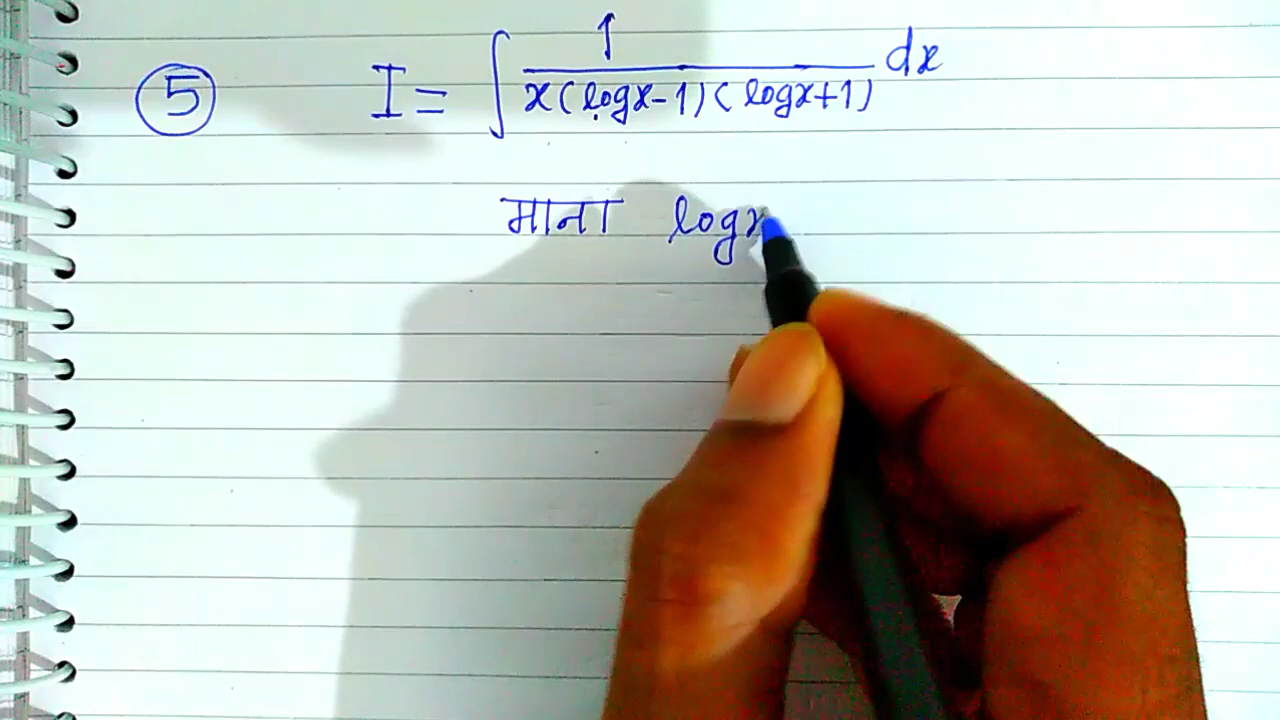 ⑤ I = ∫ 1/(x(logx-1)(logx+1)) dx
माना logx